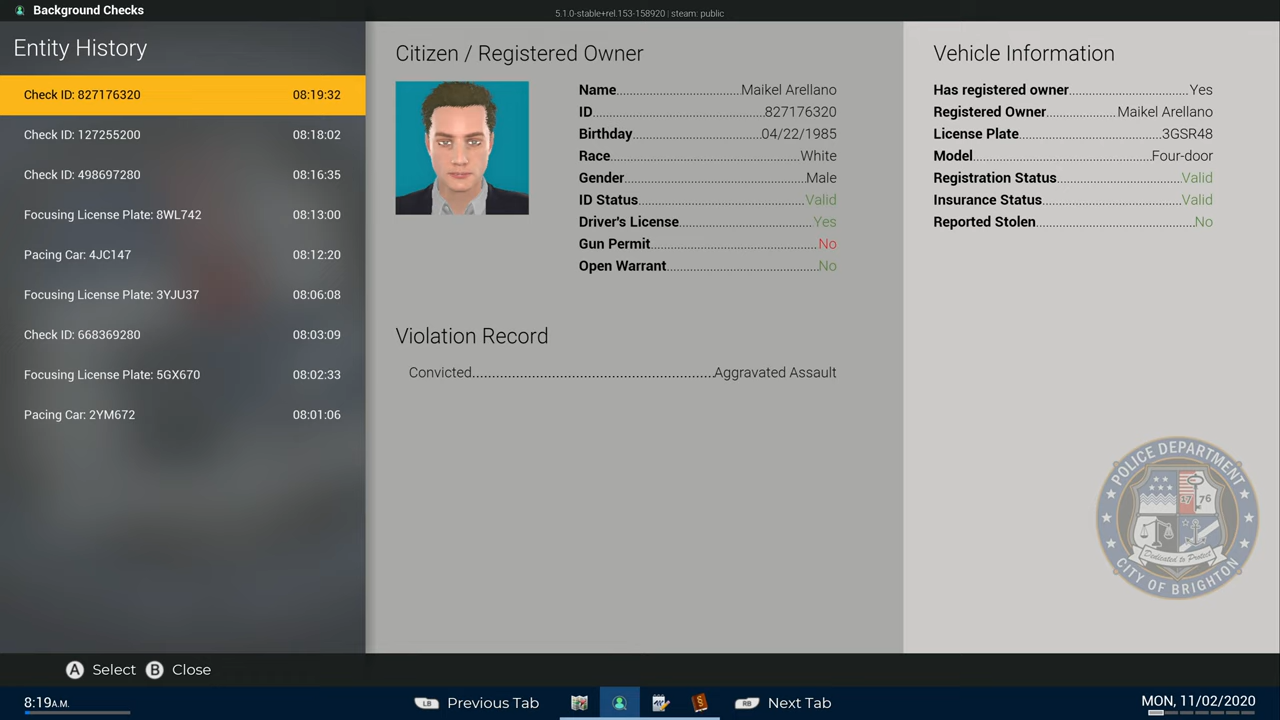 Background Checks
5.1.0-stable+rel.153-158920 | steam: public
Entity History
Check ID: 827176320 08:19:32
Check ID: 127255200 08:18:02
Check ID: 498697280 08:16:35
Focusing License Plate: 8WL742 08:13:00
Pacing Car: 4JC147 08:12:20
Focusing License Plate: 3YJU37 08:06:08
Check ID: 668369280 08:03:09
Focusing License Plate: 5GX670 08:02:33
Pacing Car: 2YM672 08:01:06
Citizen / Registered Owner
Name Maikel Arellano
ID 827176320
Birthday 04/22/1985
Race White
Gender Male
ID Status Valid
Driver's License Yes
Gun Permit No
Open Warrant No
Violation Record
Convicted Aggravated Assault
Vehicle Information
Has registered owner Yes
Registered Owner Maikel Arellano
License Plate 3GSR48
Model Four-door
Registration Status Valid
Insurance Status Valid
Reported Stolen No
POLICE DEPARTMENT
17 76
Dedicated to Protect
CITY OF BRIGHTON
A Select B Close
8:19 A.M.
LB Previous Tab
RB Next Tab
MON, 11/02/2020